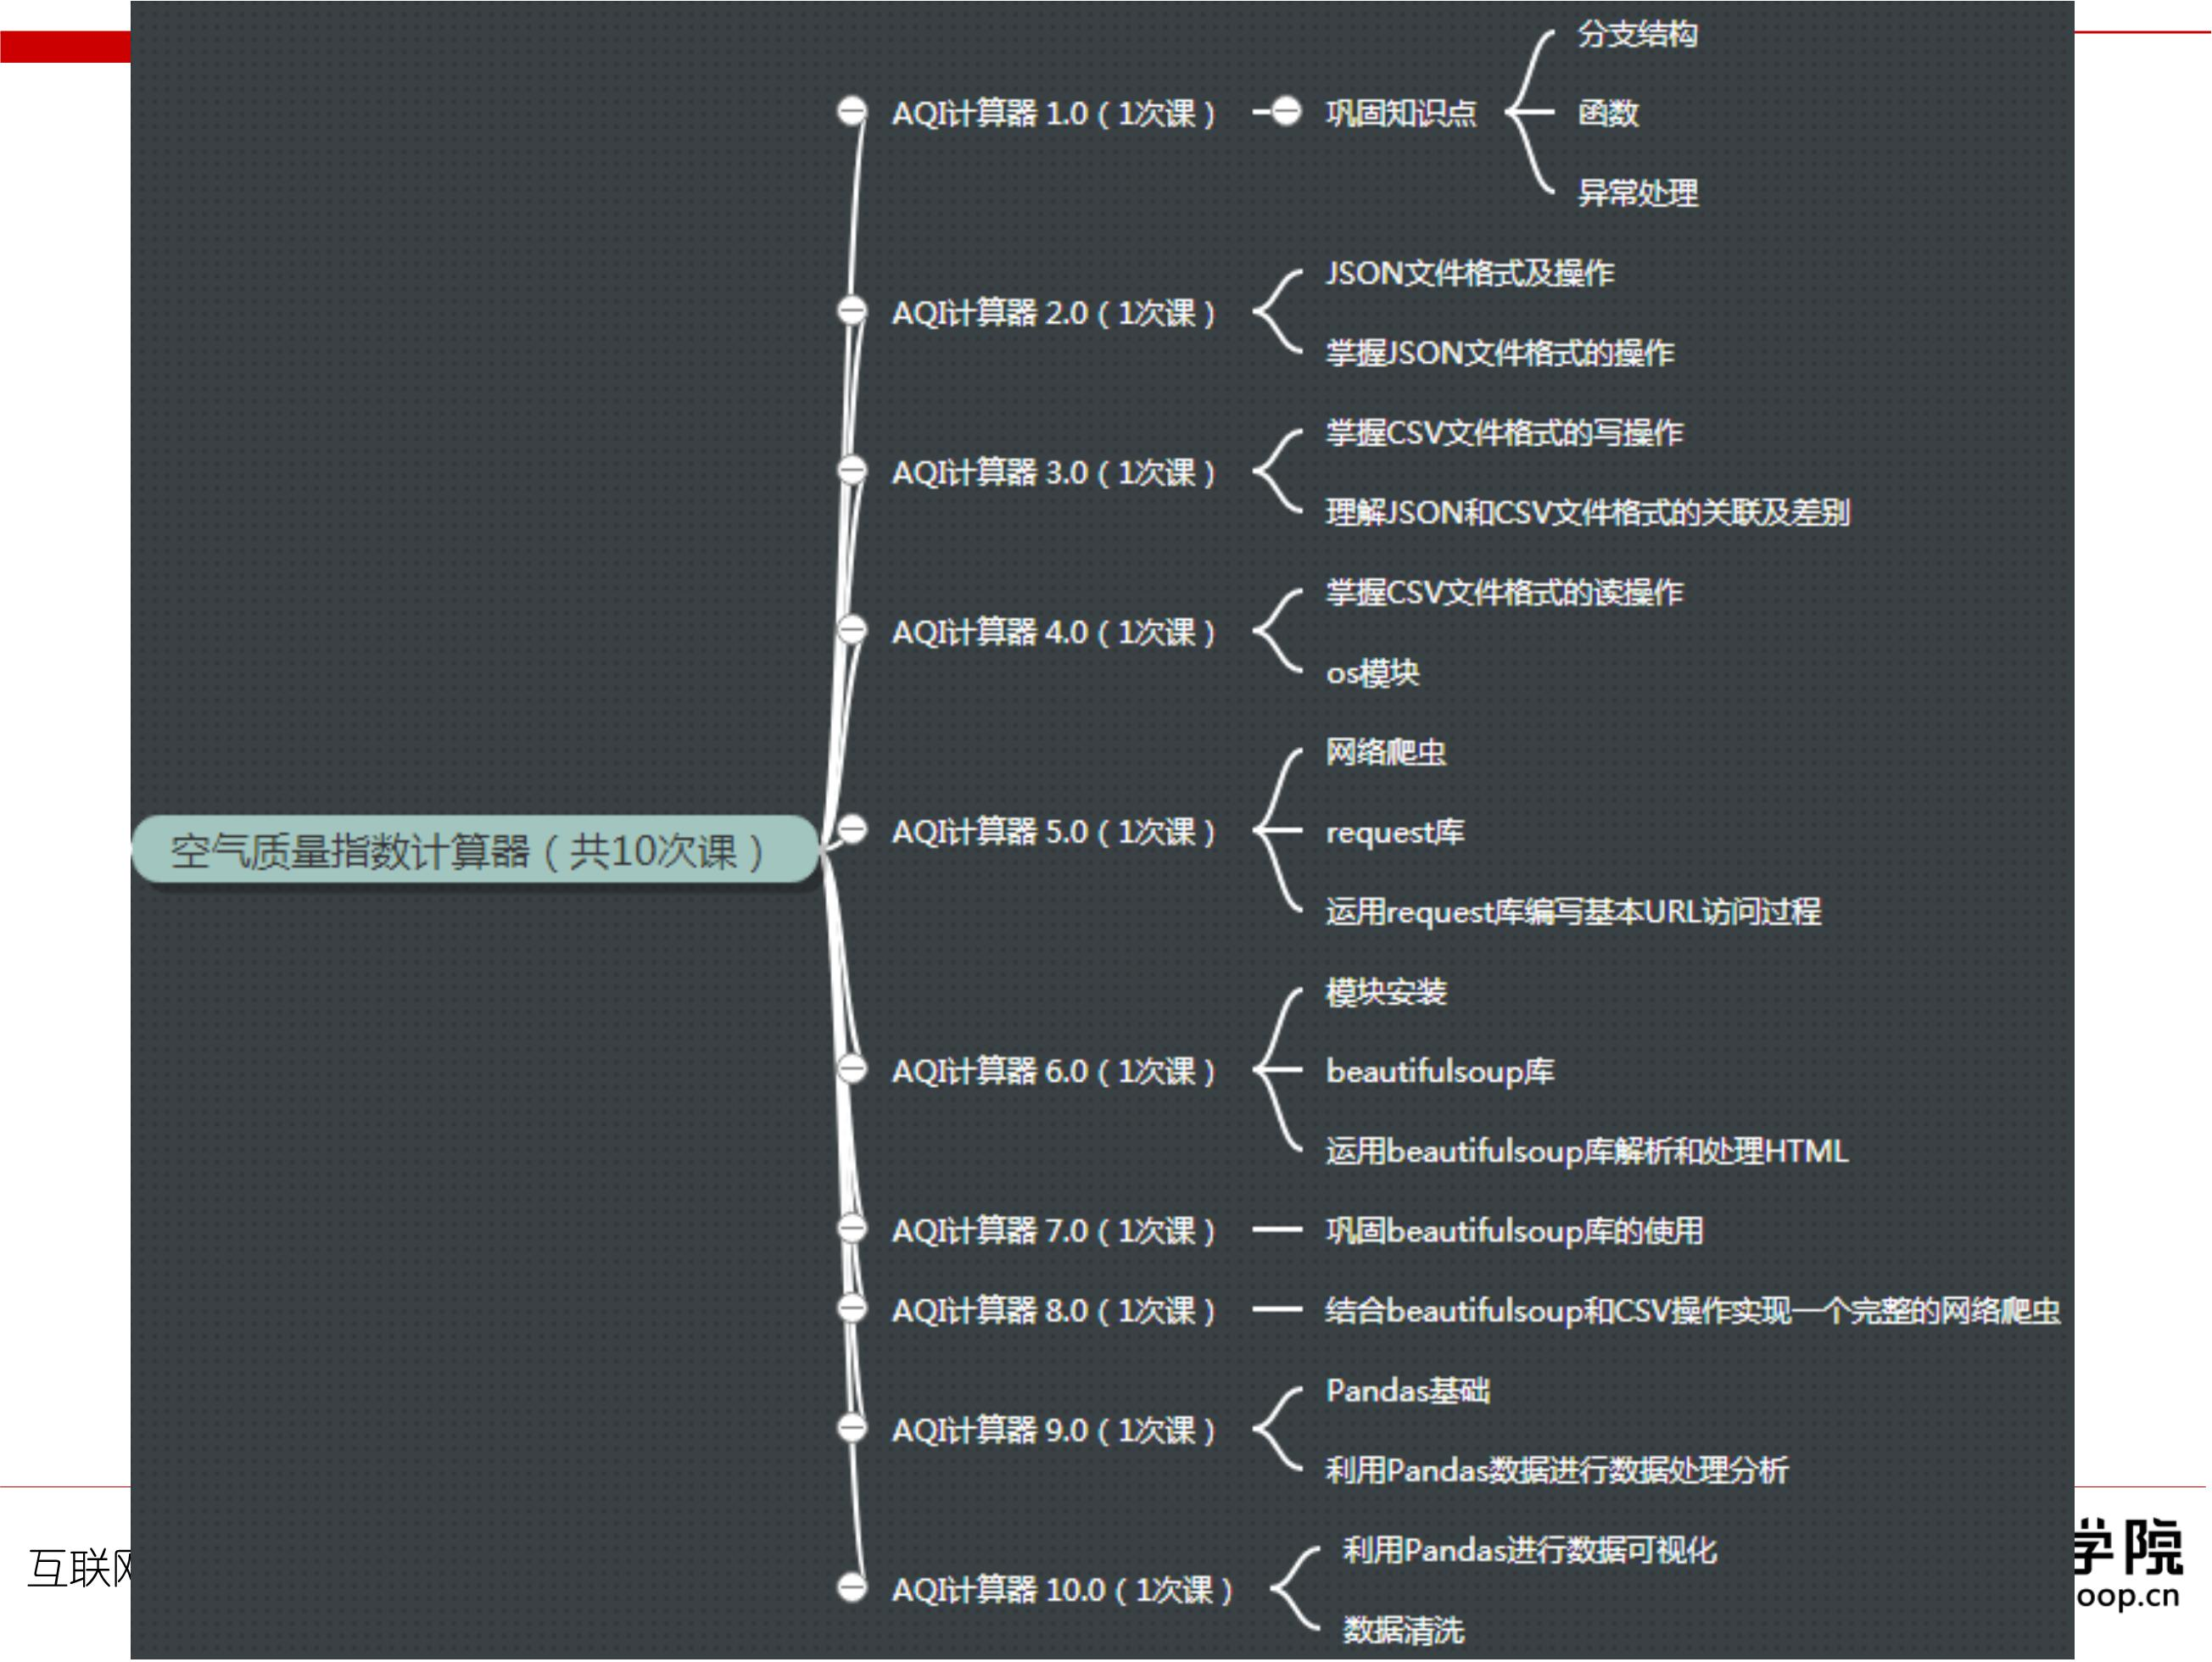 空气质量指数计算器（共10次课）
AQI计算器 1.0（1次课）
巩固知识点
分支结构
函数
异常处理
AQI计算器 2.0（1次课）
JSON文件格式及操作
掌握JSON文件格式的操作
AQI计算器 3.0（1次课）
掌握CSV文件格式的写操作
理解JSON和CSV文件格式的关联及差别
AQI计算器 4.0（1次课）
掌握CSV文件格式的读操作
os模块
AQI计算器 5.0（1次课）
网络爬虫
request库
运用request库编写基本URL访问过程
AQI计算器 6.0（1次课）
模块安装
beautifulsoup库
运用beautifulsoup库解析和处理HTML
AQI计算器 7.0（1次课）
巩固beautifulsoup库的使用
AQI计算器 8.0（1次课）
结合beautifulsoup和CSV操作实现一个完整的网络爬虫
AQI计算器 9.0（1次课）
Pandas基础
利用Pandas数据进行数据处理分析
AQI计算器 10.0（1次课）
利用Pandas进行数据可视化
数据清洗
互联
学院
oop.cn